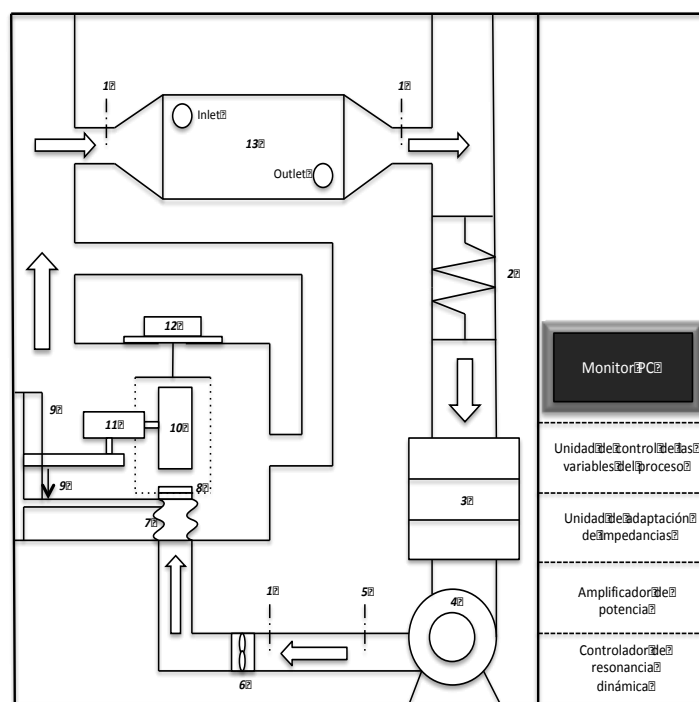 1
1
Inlet
13
Outlet
2
12
Monitor PC
9
11
10
Unidad de control de las
variables del proceso
9
8
3
7
Unidad de adaptación
de impedancias
1
5
4
Amplificador de
potencia
6
Controlador de
resonancia
dinámica